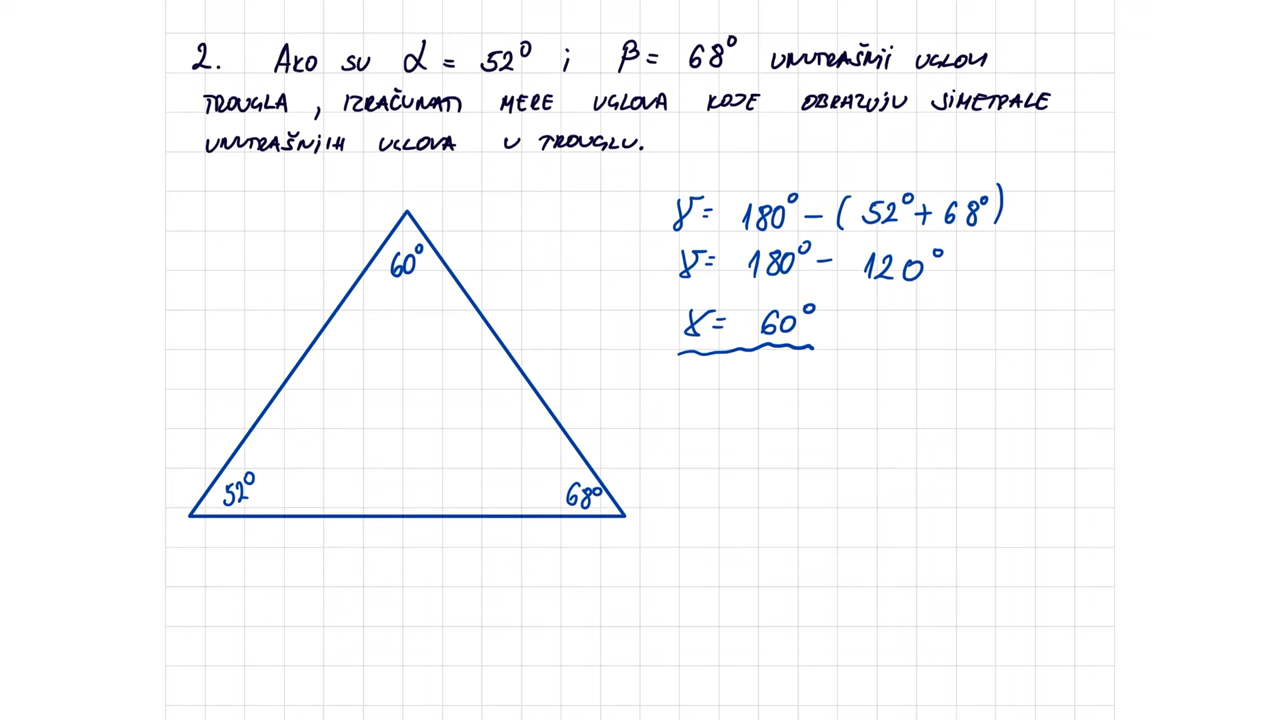 2. AKO SU α = 52° i β = 68° UNUTRAŠNJI UGLOVI
TROUGLA, IZRAČUNATI MERE UGLOVA KOJE OBRAZUJU SIMETRALE
UNUTRAŠNJIH UGLOVA U TROUGLU.
γ = 180° - (52° + 68°)
γ = 180° - 120°
γ = 60°
60°
52°
68°